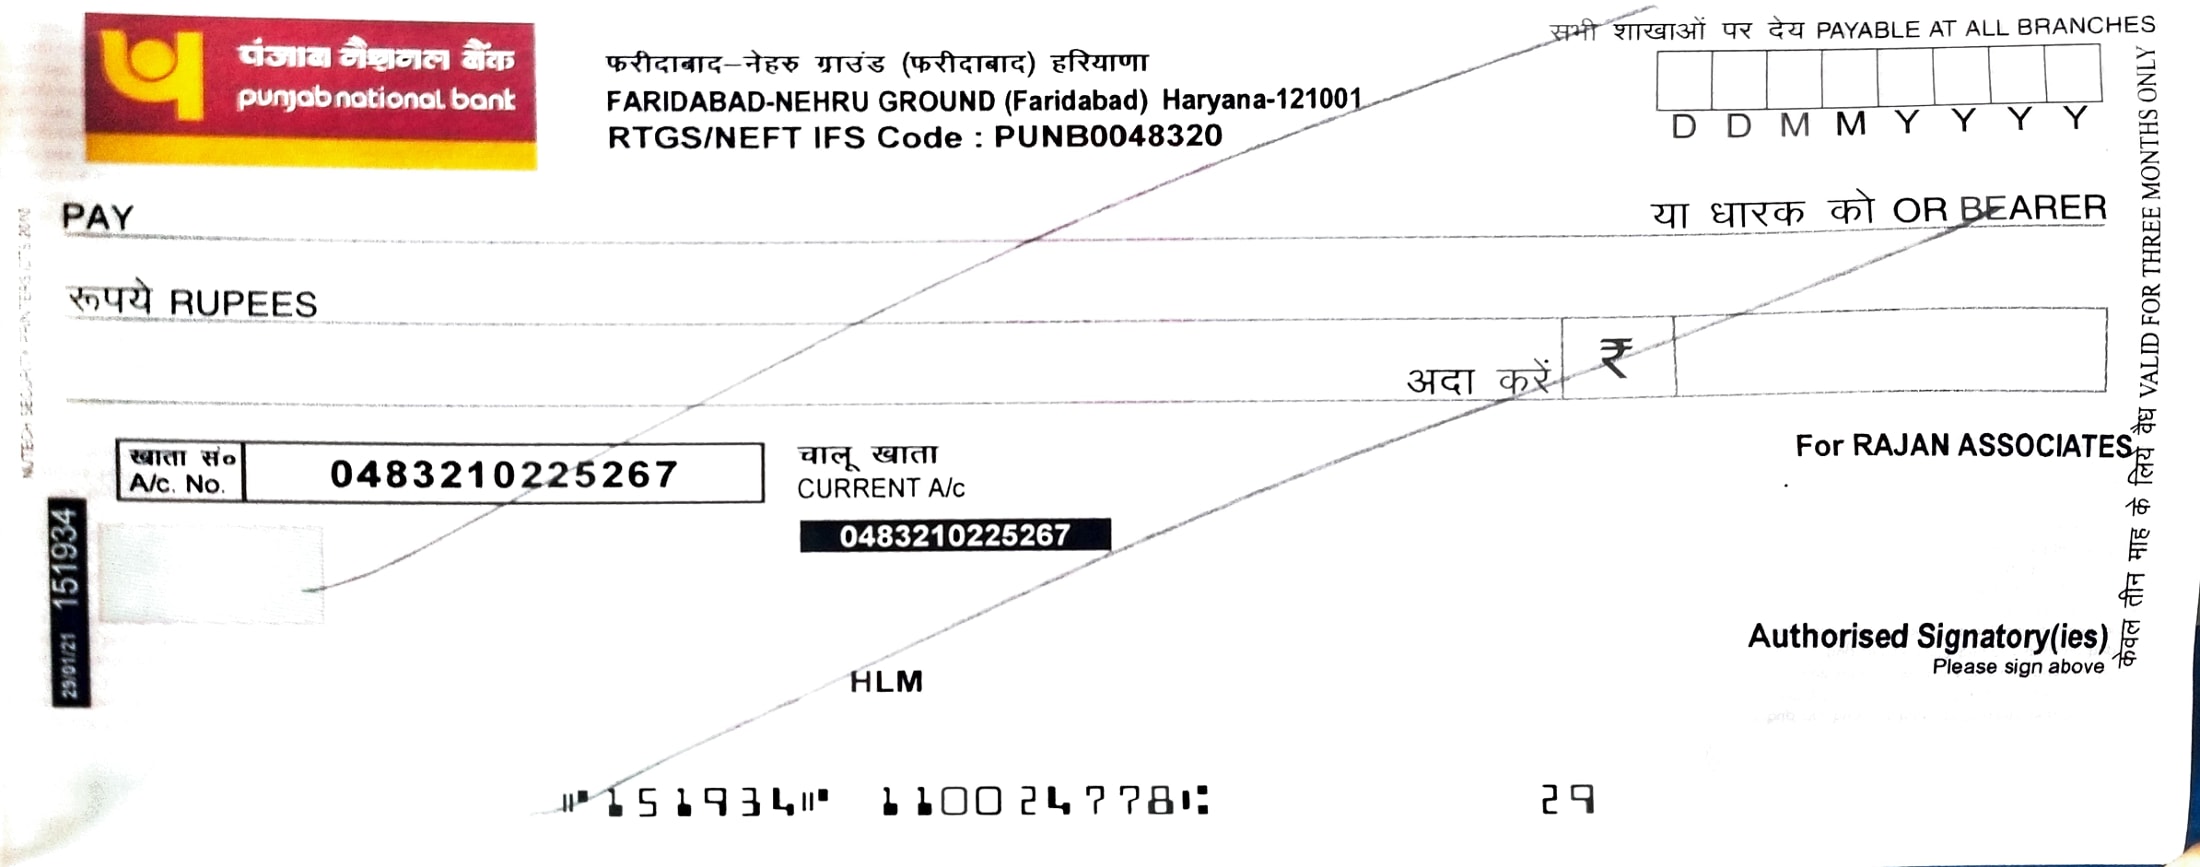 सभी शाखाओं पर देय PAYABLE AT ALL BRANCHES
पंजाब नैशनल बैंक
punjab national bank
फरीदाबाद–नेहरु ग्राउंड (फरीदाबाद) हरियाणा
FARIDABAD-NEHRU GROUND (Faridabad) Haryana-121001
RTGS/NEFT IFS Code : PUNB0048320
D D M M Y Y Y Y
PAY
या धारक को OR BEARER
रूपये RUPEES
अदा करें ₹
खाता सं०
A/c. No.
0483210225267
चालू खाता
CURRENT A/c
0483210225267
For RAJAN ASSOCIATES
Authorised Signatory(ies)
Please sign above
HLM
⑈151934⑈ 110024778⑆ 29
29/01/21 151934
केवल तीन माह के लिये वैध VALID FOR THREE MONTHS ONLY